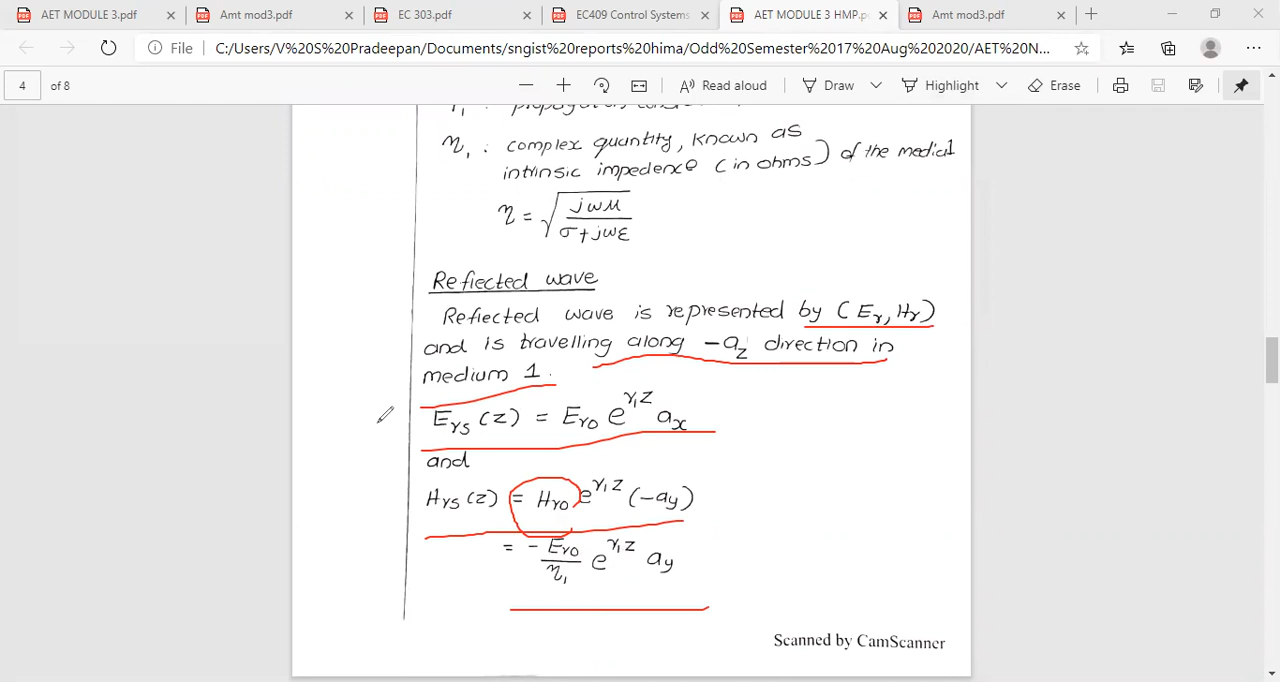 AET MODULE 3.pdf
Amt mod3.pdf
EC 303.pdf
EC409 Control Systems
AET MODULE 3 HMP.p
Amt mod3.pdf
File C:/Users/V%20S%20Pradeepan/Documents/sngist%20reports%20hima/Odd%20Semester%2017%20Aug%202020/AET%20N...
4 of 8 Read aloud Draw Highlight Erase
η₁ : complex quantity, known as
intrinsic impedence (in ohms) of the media1
η = √(jωμ / σ+jωε)
Reflected wave
Reflected wave is represented by (Er, Hr)
and is travelling along -az direction in
medium 1.
Ers(z) = Ero e^γ₁z ax
and
Hrs(z) = Hro e^γ₁z (-ay)
= -Ero/η₁ e^γ₁z ay
Scanned by CamScanner